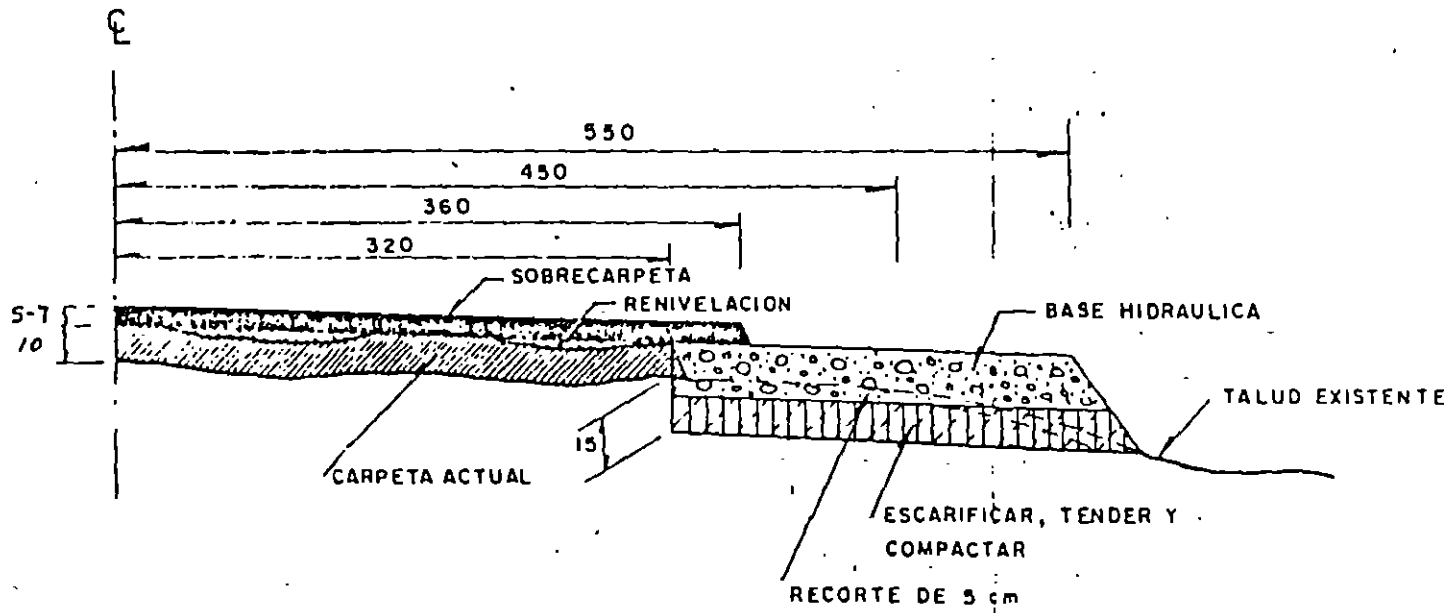 ℄
550
450
360
320
SOBRECARPETA
RENIVELACION
BASE HIDRAULICA
5-7
10
TALUD EXISTENTE
15
CARPETA ACTUAL
ESCARIFICAR, TENDER Y
COMPACTAR
RECORTE DE 5 cm